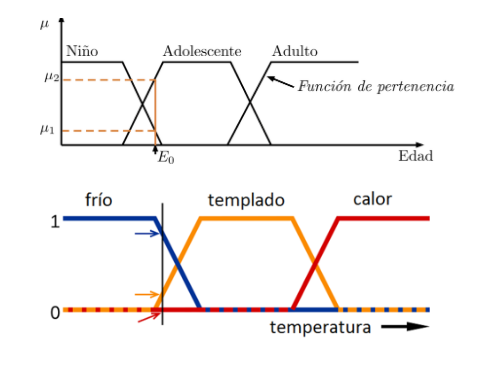 μ
Niño Adolescente Adulto
μ₂
Función de pertenencia
μ₁
E₀
Edad
frío templado calor
1
0
temperatura